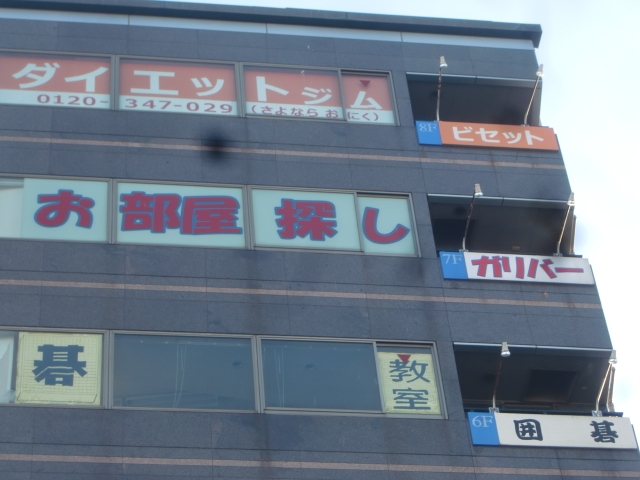 ダイエットジム
0120-347-029 (さよなら おにく)
8F ビセット
お部屋探し
7F ガリバー
碁 教室
6F 囲碁